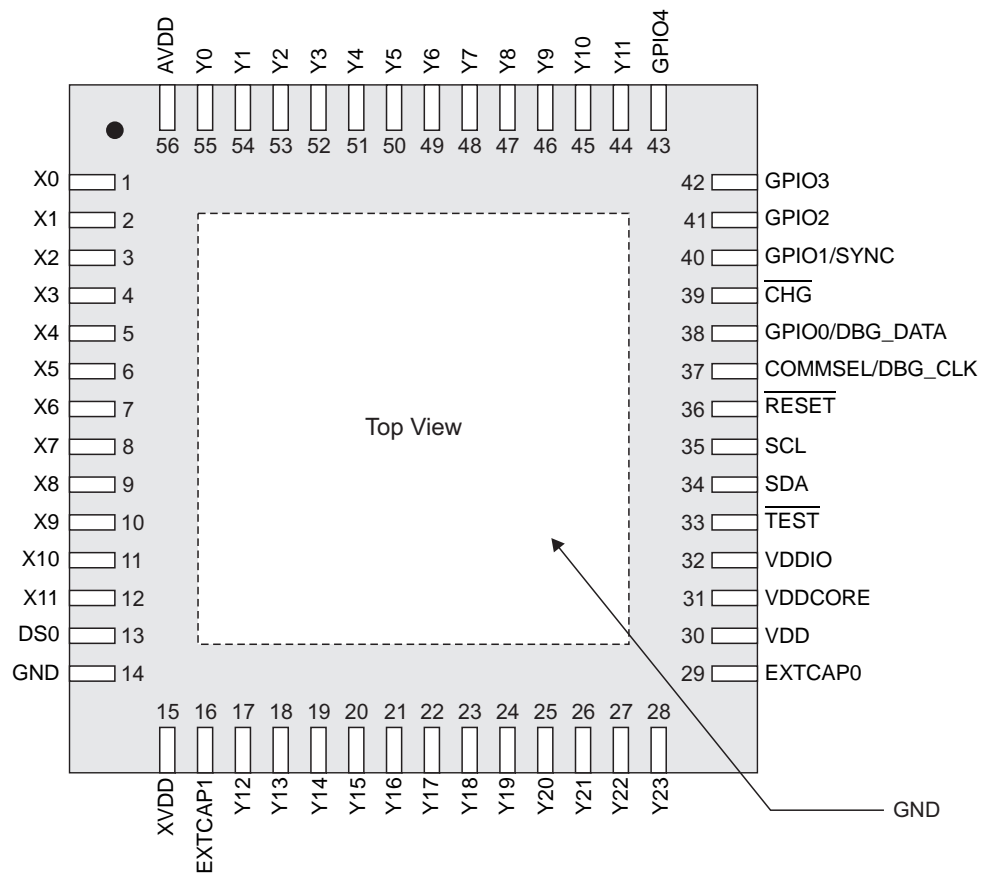 AVDD Y0 Y1 Y2 Y3 Y4 Y5 Y6 Y7 Y8 Y9 Y10 Y11 GPIO4
56 55 54 53 52 51 50 49 48 47 46 45 44 43
X0 1 42 GPIO3
X1 2 41 GPIO2
X2 3 40 GPIO1/SYNC
X3 4 39 CHG
X4 5 38 GPIO0/DBG_DATA
X5 6 37 COMMSEL/DBG_CLK
X6 7 36 RESET
Top View
X7 8 35 SCL
X8 9 34 SDA
X9 10 33 TEST
X10 11 32 VDDIO
X11 12 31 VDDCORE
DS0 13 30 VDD
GND 14 29 EXTCAP0
15 16 17 18 19 20 21 22 23 24 25 26 27 28
XVDD EXTCAP1 Y12 Y13 Y14 Y15 Y16 Y17 Y18 Y19 Y20 Y21 Y22 Y23
GND